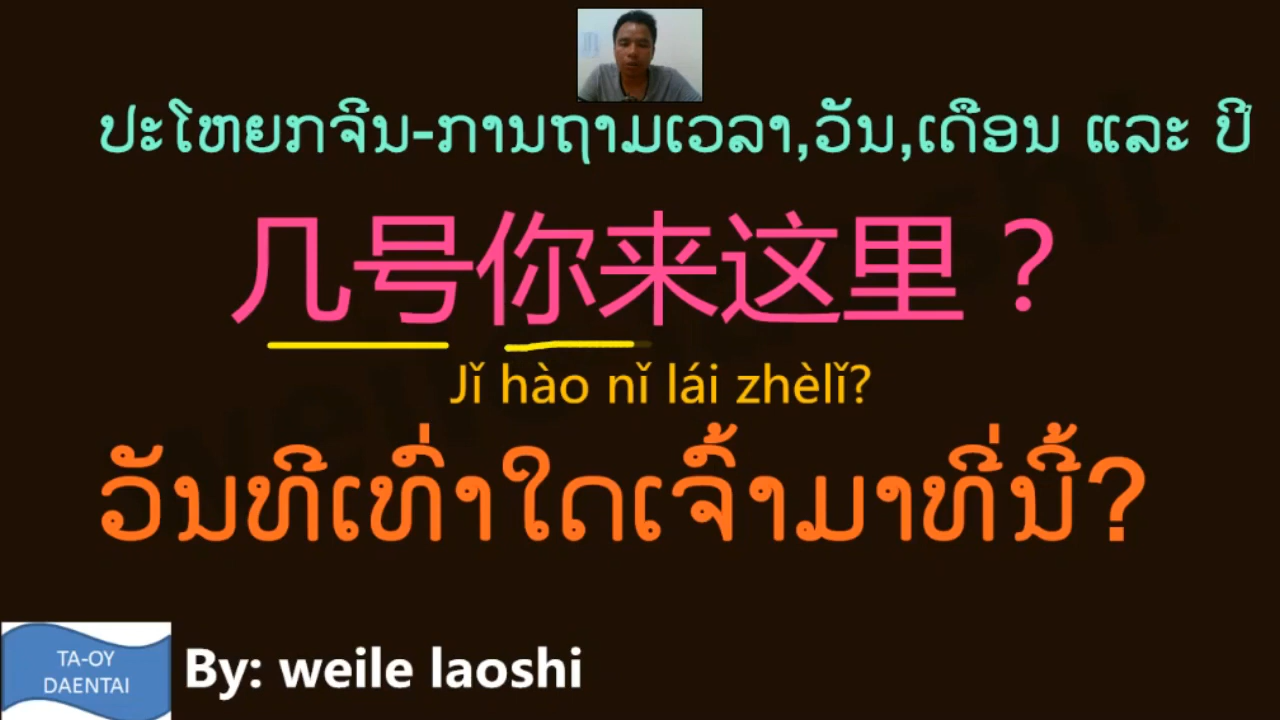 ປະໂຫຍກຈີນ-ການຖາມເວລາ,ວັນ,ເດືອນ ແລະ ປີ
几号你来这里？
Jǐ hào nǐ lái zhèlǐ?
ວັນທີເທົ່າໃດເຈົ້າມາທີ່ນີ້?
TA-OY
DAENTAI
By: weile laoshi